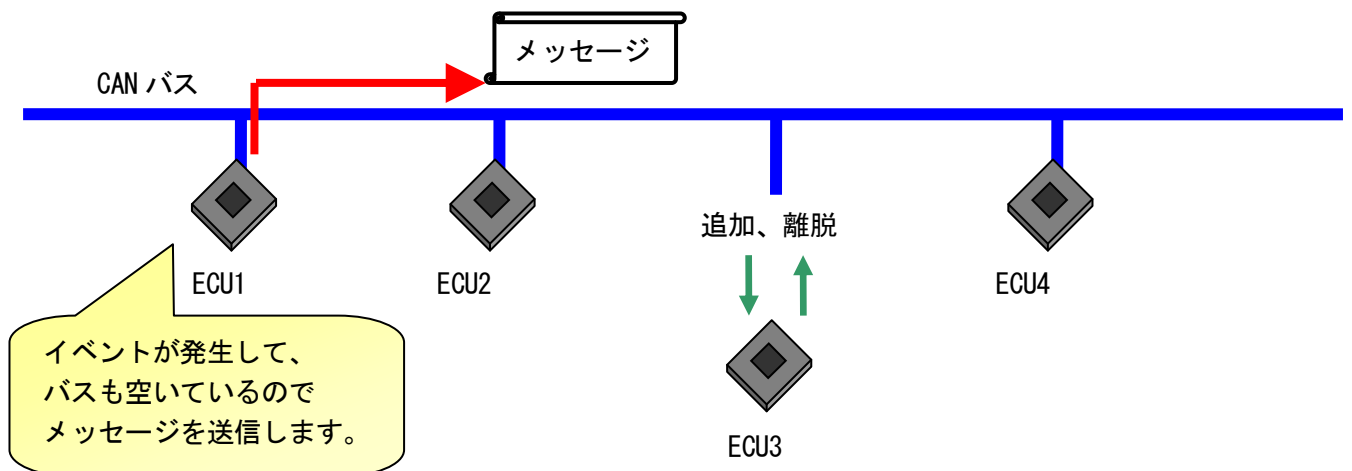 メッセージ
CAN バス
追加、離脱
ECU1
ECU2
ECU4
イベントが発生して、
バスも空いているので
メッセージを送信します。
ECU3